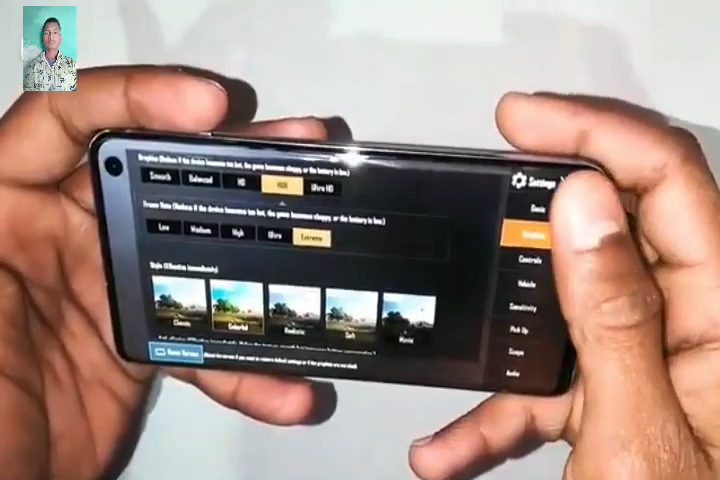 Graphics (Reduce if the device becomes too hot, the game becomes choppy, or the battery is low.)
Smooth Balanced HD HDR Ultra HD
Frame Rate (Reduce if the device becomes too hot, the game becomes choppy, or the battery is low.)
Low Medium High Ultra Extreme
Style (Effective immediately)
Classic Colorful Realistic Soft Movie
Settings
Basic
Graphics
Controls
Vehicle
Sensitivity
Pick Up
Scope
Audio